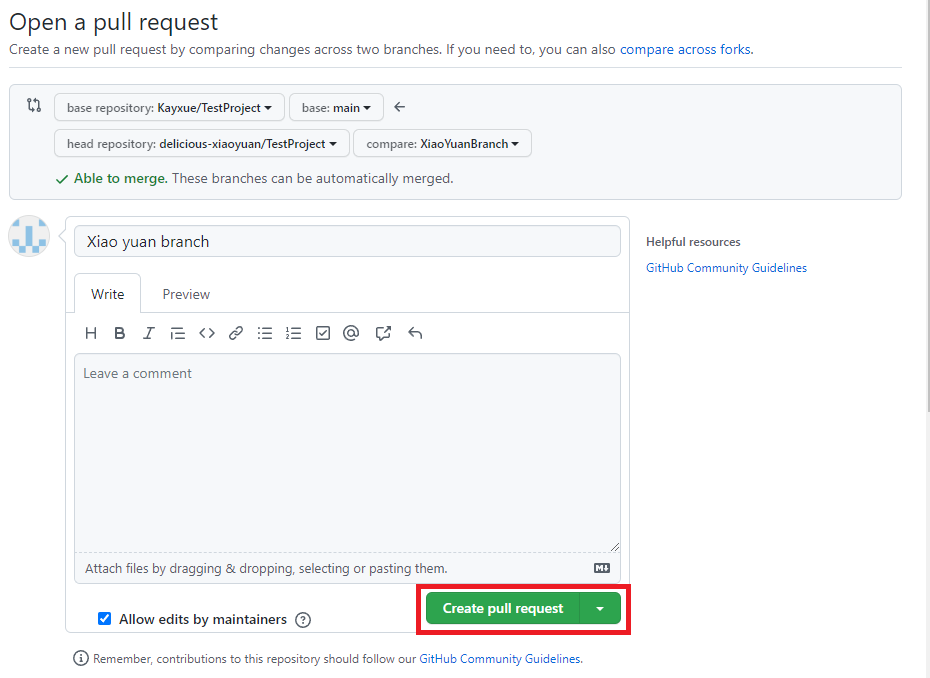 Open a pull request
Create a new pull request by comparing changes across two branches. If you need to, you can also compare across forks.
base repository: Kayxue/TestProject base: main
head repository: delicious-xiaoyuan/TestProject compare: XiaoYuanBranch
Able to merge. These branches can be automatically merged.
Xiao yuan branch
Helpful resources
GitHub Community Guidelines
Write Preview
Leave a comment
Attach files by dragging & dropping, selecting or pasting them.
Create pull request
Allow edits by maintainers
Remember, contributions to this repository should follow our GitHub Community Guidelines.